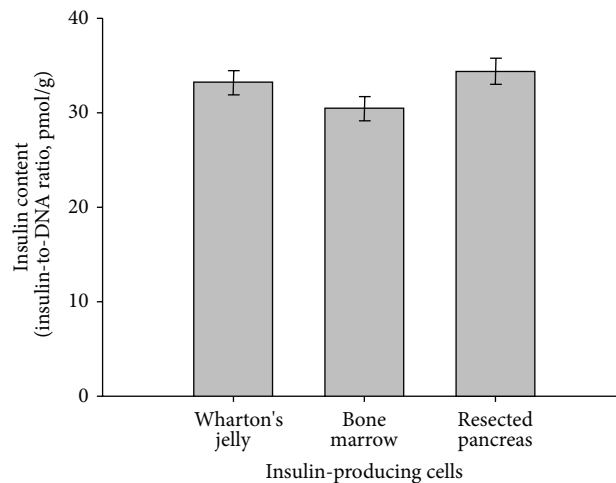 40
30
20
10
0
Insulin content
(insulin-to-DNA ratio, pmol/g)
Wharton's
jelly
Bone
marrow
Resected
pancreas
Insulin-producing cells